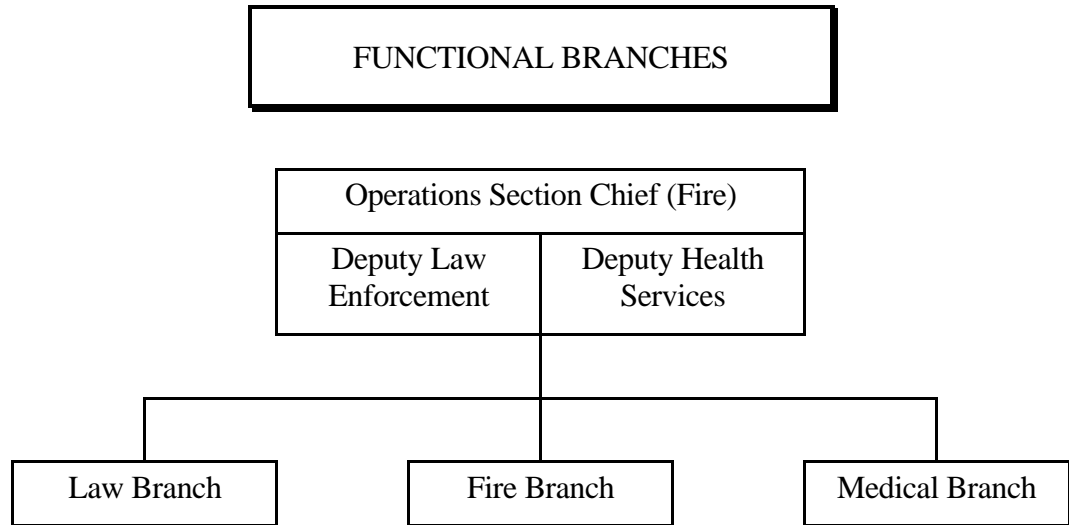 FUNCTIONAL BRANCHES
Operations Section Chief (Fire)
Deputy Law
Enforcement
Deputy Health
Services
Law Branch
Fire Branch
Medical Branch